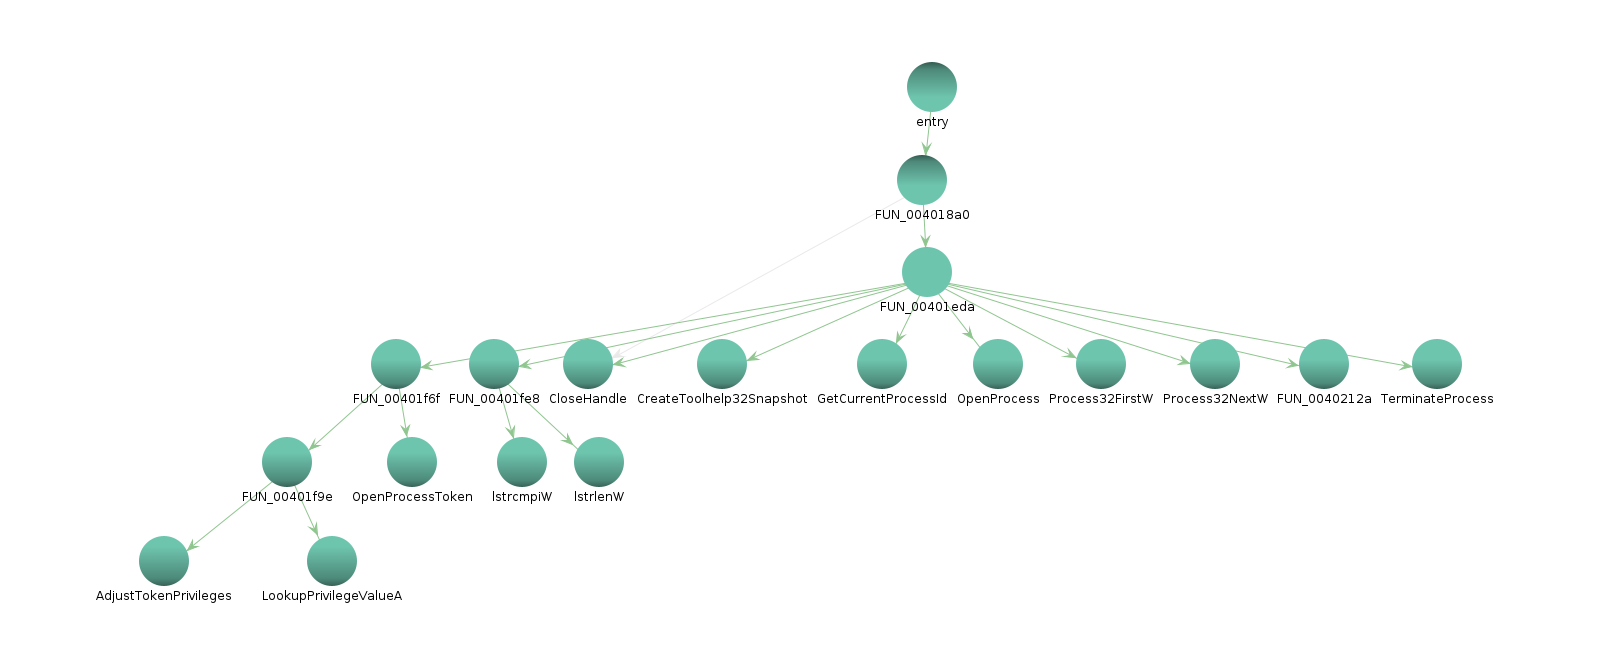 entry
FUN_004018a0
FUN_00401eda
FUN_00401f6f
FUN_00401fe8
CloseHandle
CreateToolhelp32Snapshot
GetCurrentProcessId
OpenProcess
Process32FirstW
Process32NextW
FUN_0040212a
TerminateProcess
FUN_00401f9e
OpenProcessToken
lstrcmpiW
lstrlenW
AdjustTokenPrivileges
LookupPrivilegeValueA